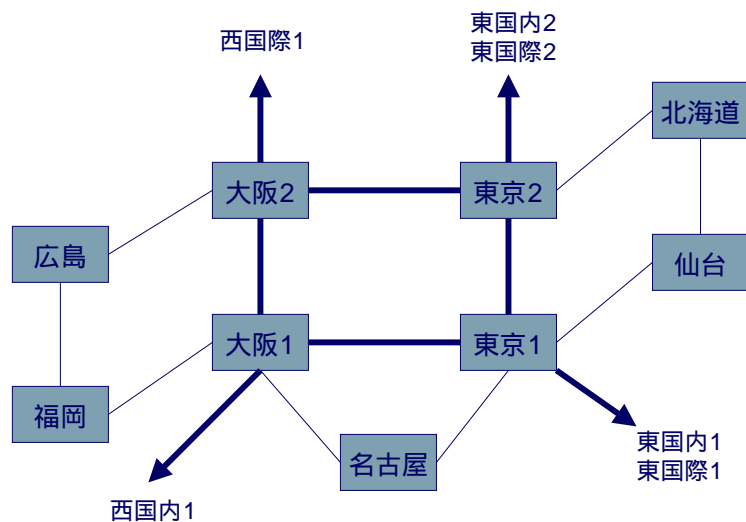 西国際1
東国内2
東国際2
北海道
大阪2
東京2
広島
仙台
大阪1
東京1
福岡
名古屋
東国内1
東国際1
西国内1